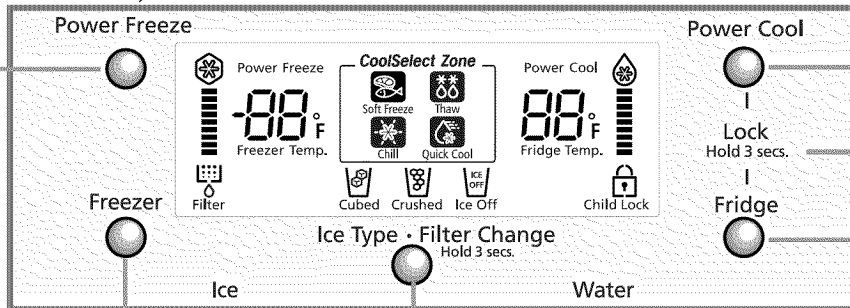 Power Freeze
Power Cool
CoolSelect Zone
Power Freeze
Power Cool
Soft Freeze
Thaw
-88°F
88°F
Freezer Temp.
Chill
Quick Cool
Fridge Temp.
Lock
Hold 3 secs.
ICE
OFF
Filter
Cubed
Crushed
Ice Off
Child Lock
Freezer
Fridge
Ice Type · Filter Change
Hold 3 secs.
Ice
Water